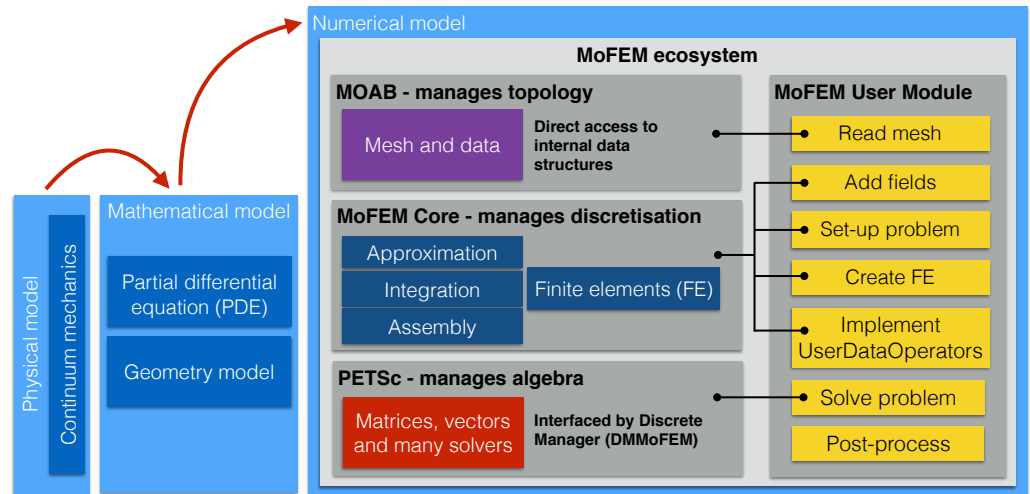 Physical model
Continuum mechanics
Mathematical model
Partial differential
equation (PDE)
Geometry model
Numerical model
MoFEM ecosystem
MOAB - manages topology
Mesh and data
Direct access to
internal data
structures
MoFEM Core - manages discretisation
Approximation
Integration
Assembly
Finite elements (FE)
PETSc - manages algebra
Matrices, vectors
and many solvers
Interfaced by Discrete
Manager (DMMoFEM)
MoFEM User Module
Read mesh
Add fields
Set-up problem
Create FE
Implement
UserDataOperators
Solve problem
Post-process